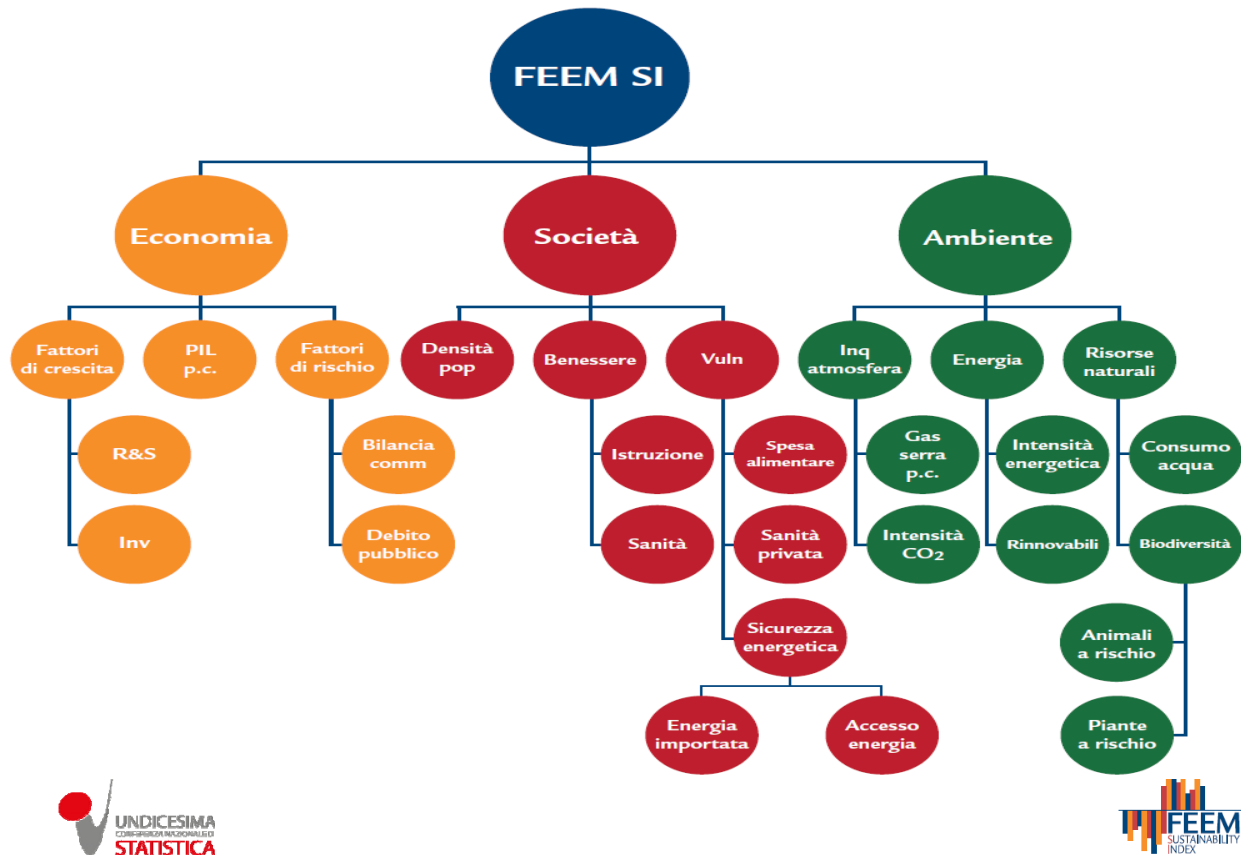 FEEM SI
Economia
Società
Ambiente
Fattori
di crescita
PIL
p.c.
Fattori
di rischio
Densità
pop
Benessere
Vuln
Inq
atmosfera
Energia
Risorse
naturali
R&S
Bilancia
comm
Istruzione
Spesa
alimentare
Gas
serra
p.c.
Intensità
energetica
Consumo
acqua
Inv
Debito
pubblico
Sanità
Sanità
privata
Intensità
CO2
Rinnovabili
Biodiversità
Sicurezza
energetica
Animali
a rischio
Energia
importata
Accesso
energia
Piante
a rischio
UNDICESIMA
CONFERENZA NAZIONALE DI
STATISTICA
FEEM
SUSTAINABILITY
INDEX